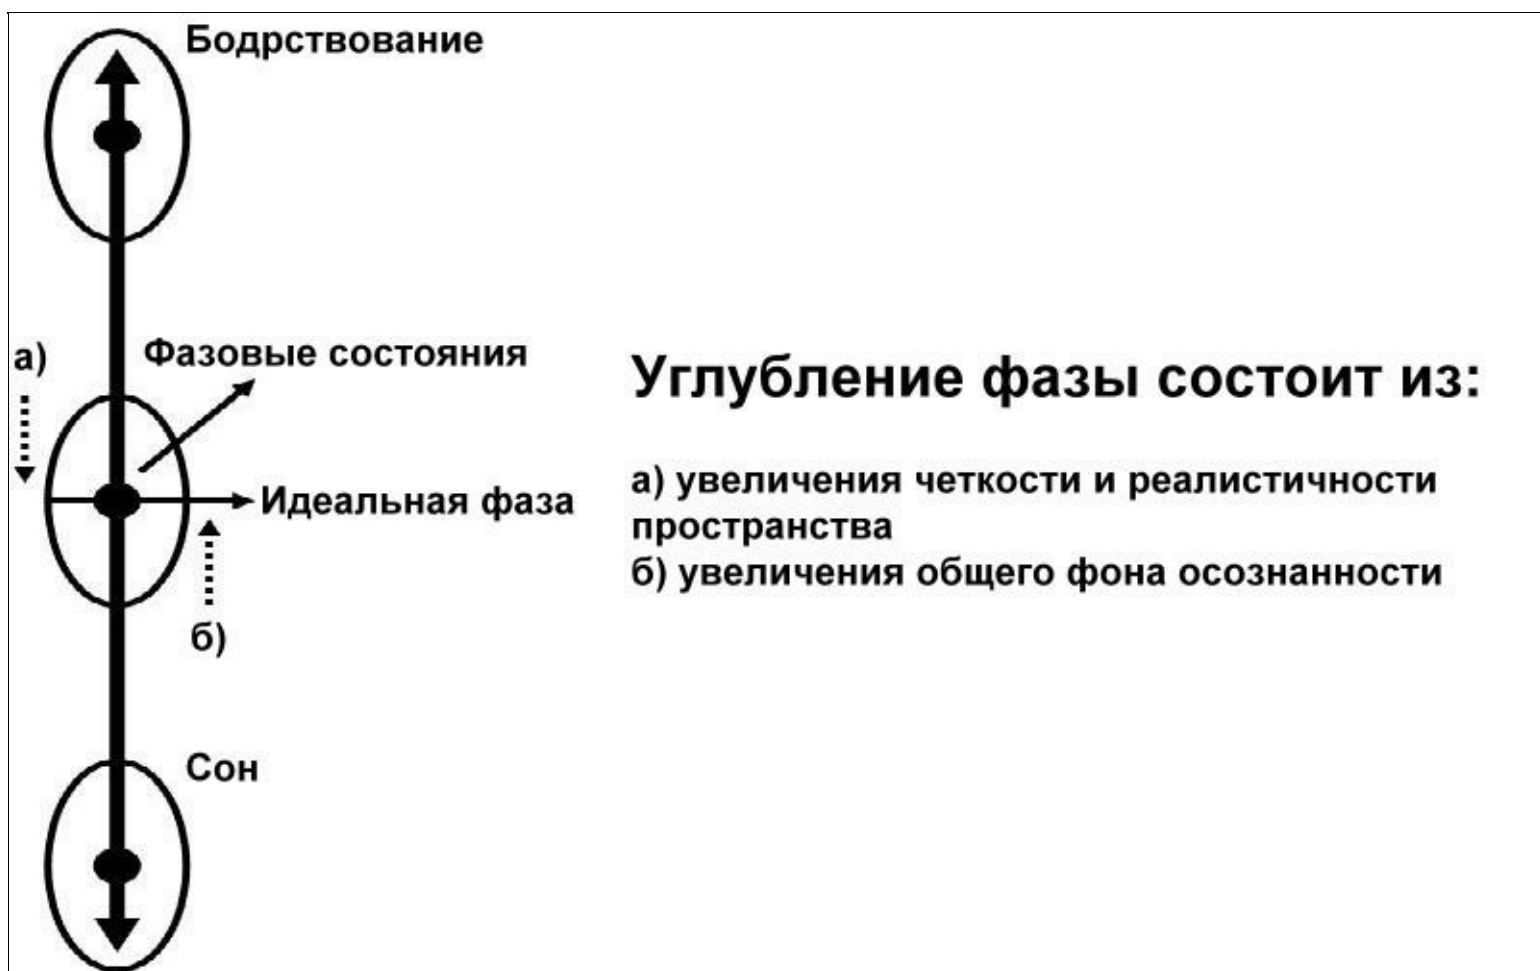 Бодрствование
а)
Фазовые состояния
Идеальная фаза
б)
Сон
Углубление фазы состоит из:
а) увеличения четкости и реалистичности
пространства
б) увеличения общего фона осознанности